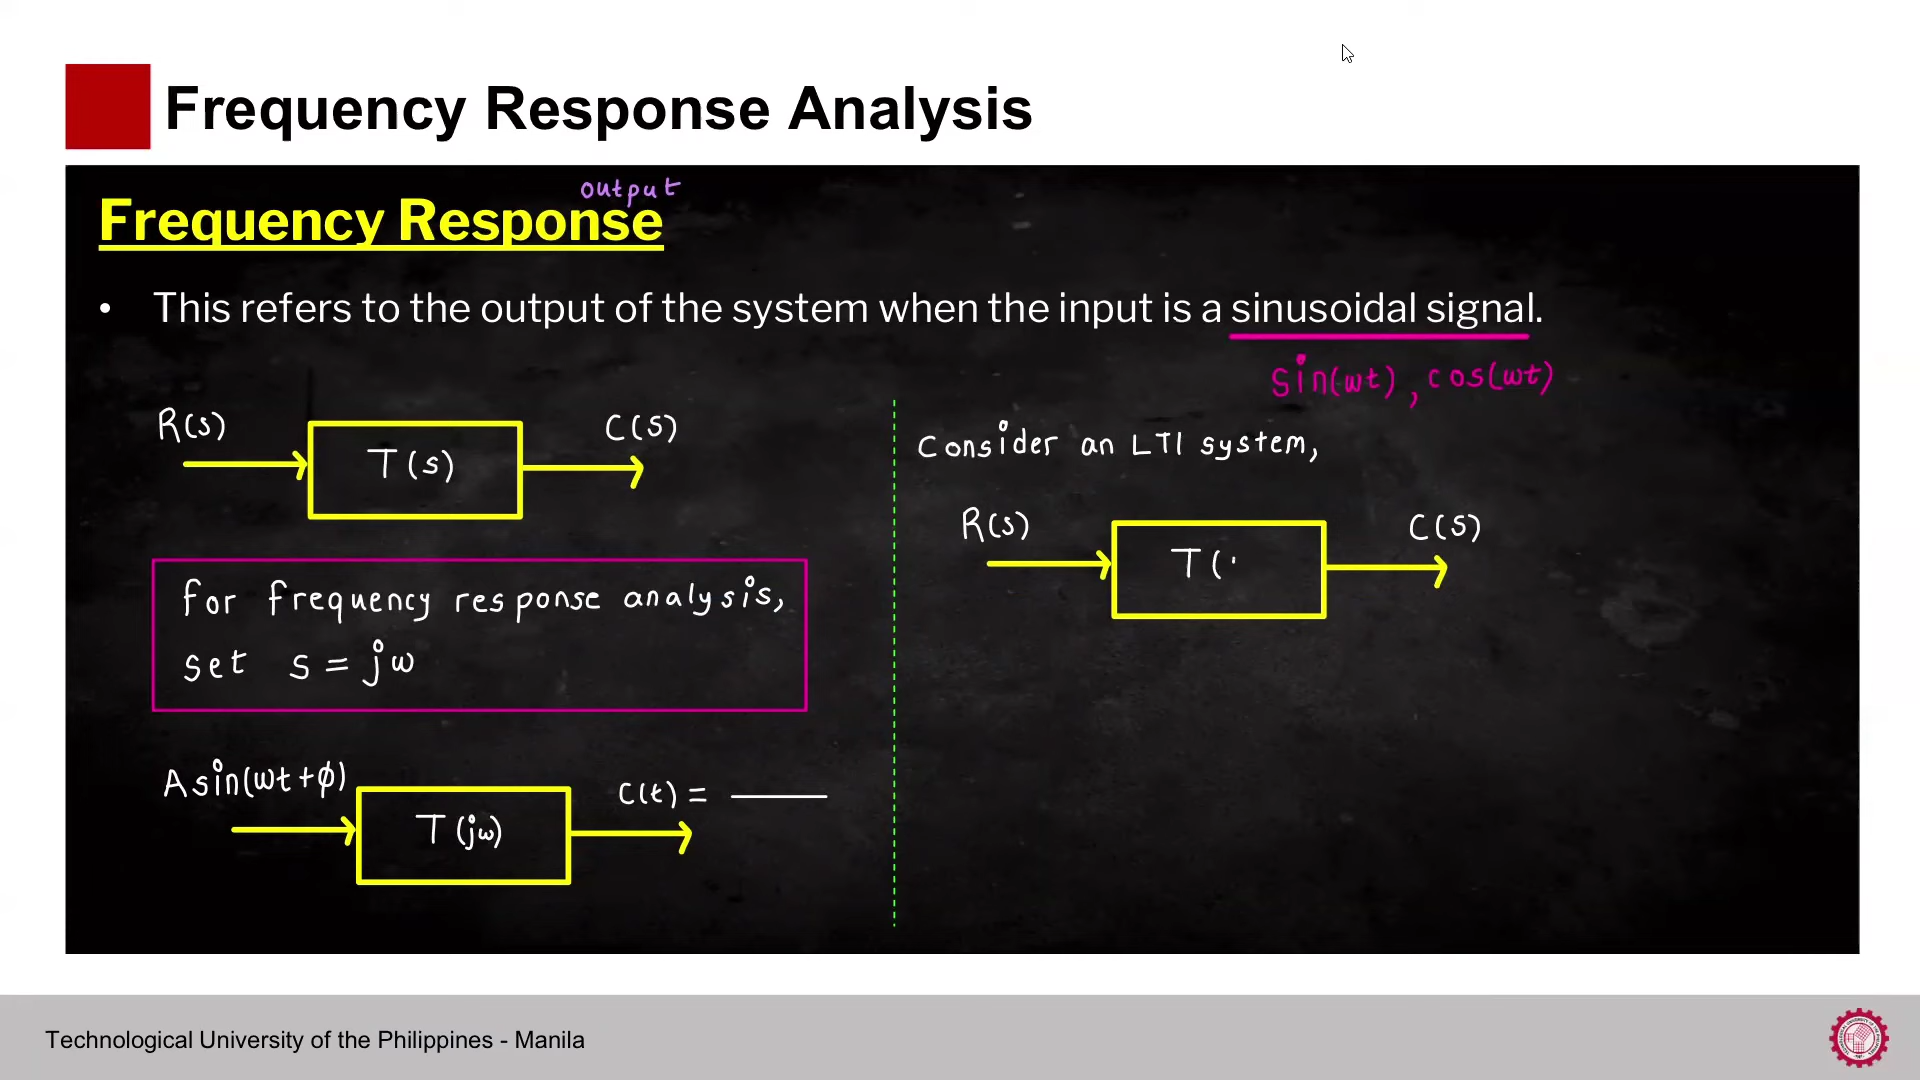 Frequency Response Analysis
output
Frequency Response
• This refers to the output of the system when the input is a sinusoidal signal.
sin(ωt), cos(ωt)
R(s)
T(s)
C(s)
for frequency response analysis,
set s = jω
Asin(ωt+ϕ)
T(jω)
C(t) = ______
Consider an LTI system,
R(s)
T(
C(s)
Technological University of the Philippines - Manila